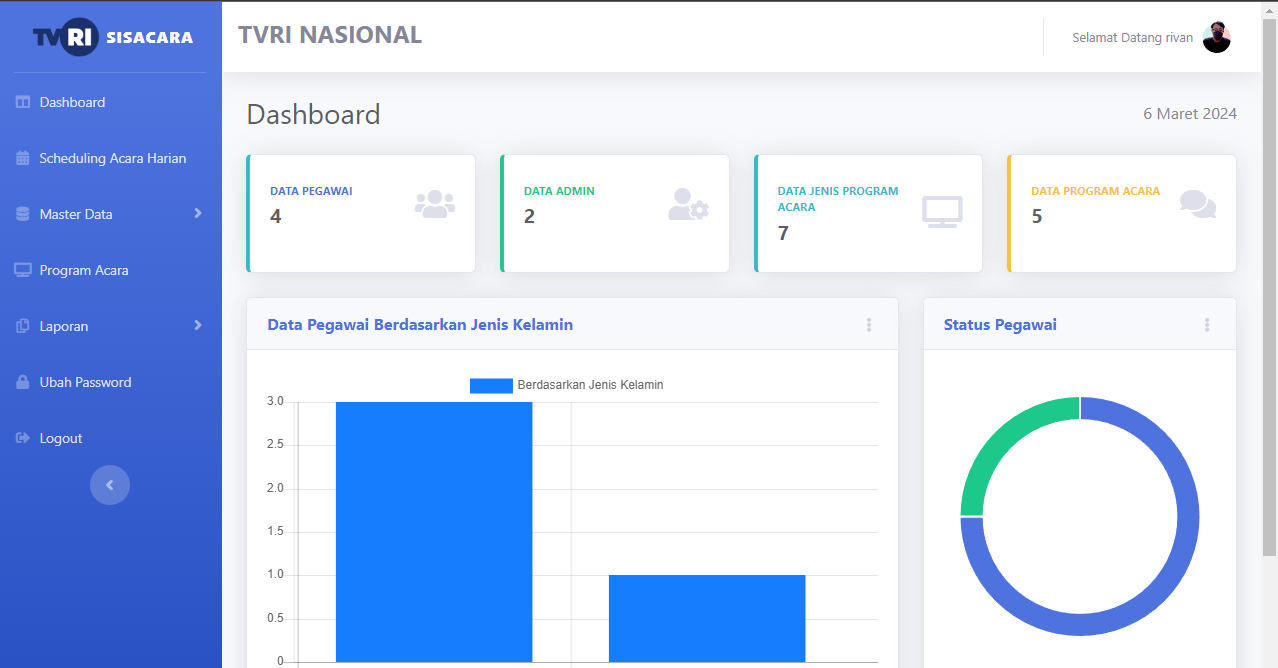 TVRI SISACARA
TVRI NASIONAL
Selamat Datang rivan
Dashboard
Scheduling Acara Harian
Master Data
Program Acara
Laporan
Ubah Password
Logout
Dashboard
6 Maret 2024
DATA PEGAWAI
4
DATA ADMIN
2
DATA JENIS PROGRAM
ACARA
7
DATA PROGRAM ACARA
5
Data Pegawai Berdasarkan Jenis Kelamin
Berdasarkan Jenis Kelamin
3.0
2.5
2.0
1.5
1.0
0.5
0
Status Pegawai